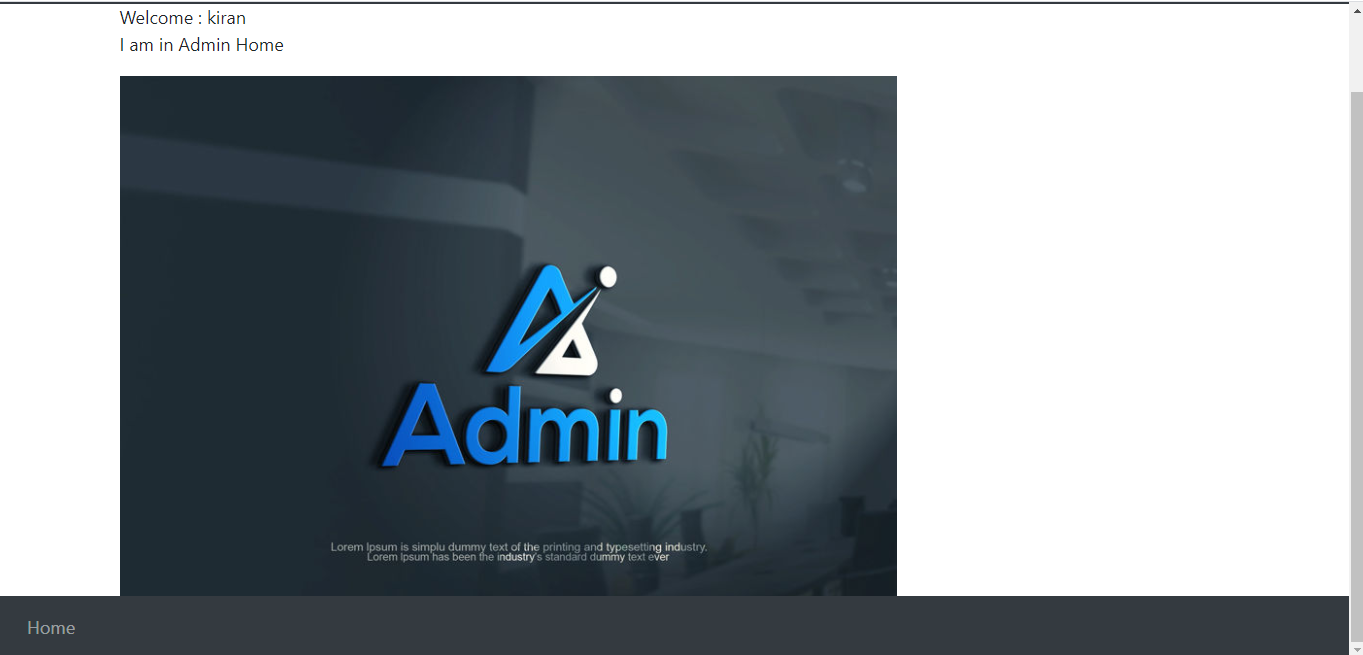 Welcome : kiran
I am in Admin Home
Admin
Lorem Ipsum is simplu dummy text of the printing and typesetting industry.
Lorem Ipsum has been the industry's standard dummy text ever
Home